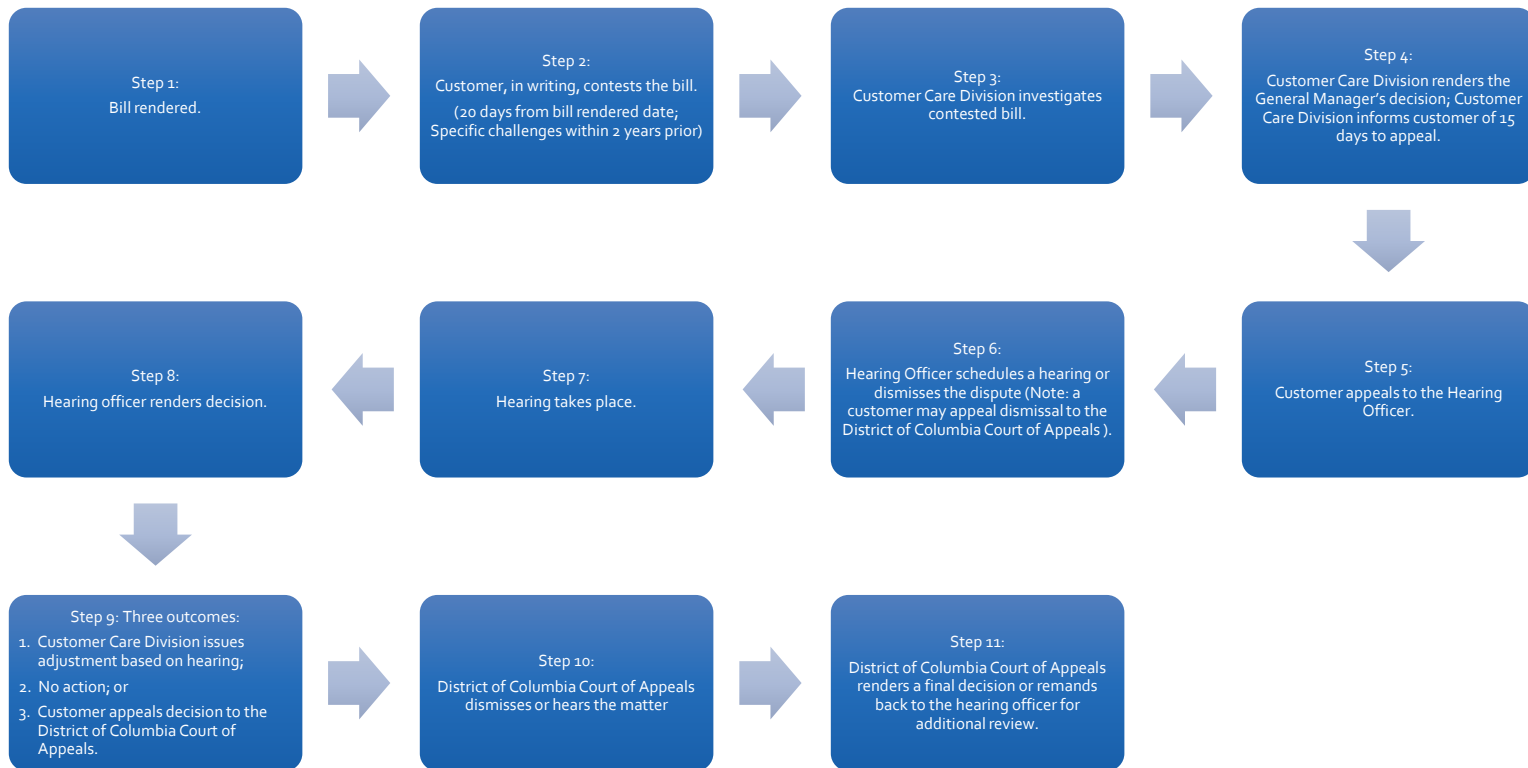 Step 1:
Bill rendered.
Step 2:
Customer, in writing, contests the bill.
(20 days from bill rendered date;
Specific challenges within 2 years prior)
Step 3:
Customer Care Division investigates
contested bill.
Step 4:
Customer Care Division renders the
General Manager’s decision; Customer
Care Division informs customer of 15
days to appeal.
Step 5:
Customer appeals to the Hearing
Officer.
Step 6:
Hearing Officer schedules a hearing or
dismisses the dispute (Note: a
customer may appeal dismissal to the
District of Columbia Court of Appeals ).
Step 7:
Hearing takes place.
Step 8:
Hearing officer renders decision.
Step 9: Three outcomes:
1. Customer Care Division issues
adjustment based on hearing;
2. No action; or
3. Customer appeals decision to the
District of Columbia Court of
Appeals.
Step 10:
District of Columbia Court of Appeals
dismisses or hears the matter
Step 11:
District of Columbia Court of Appeals
renders a final decision or remands
back to the hearing officer for
additional review.